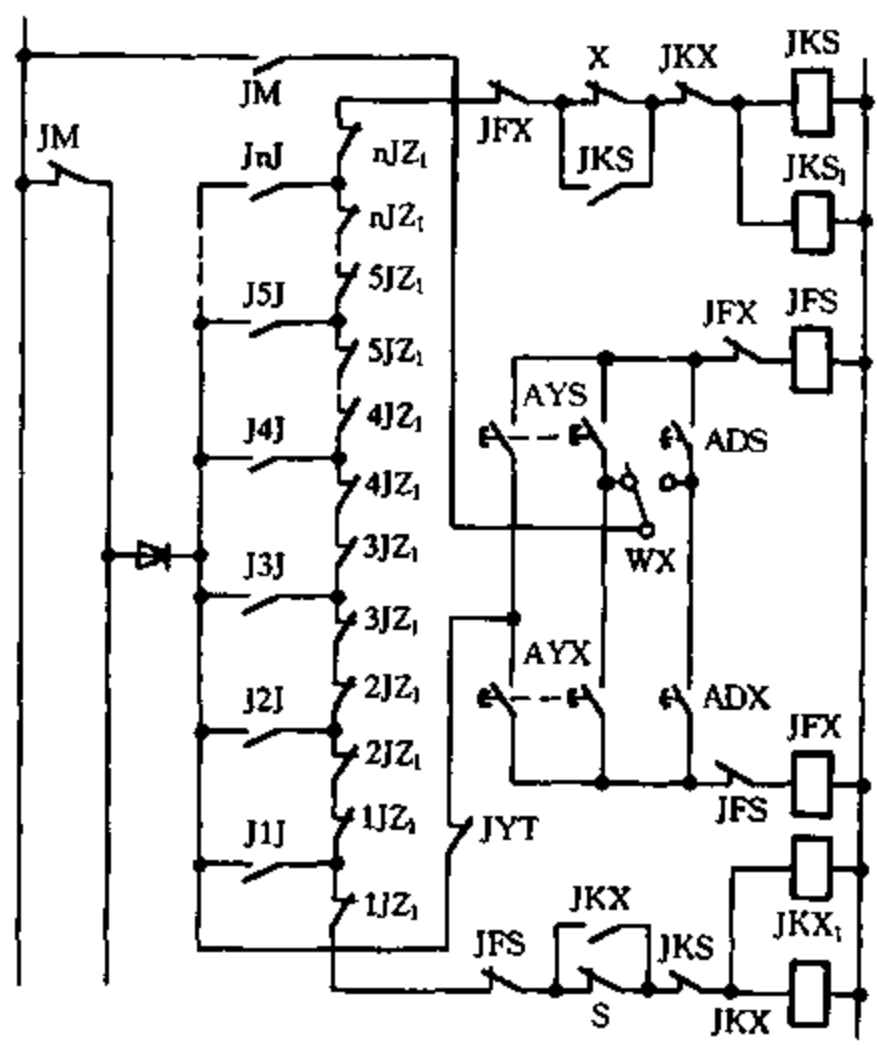 X
JKX
JKS
JM
JFX
JM
nJZ₁
JKS
JKS₁
JnJ
nJZ₁
J5J
5JZ₁
JFX
JFS
5JZ₁
AYS
J4J
4JZ₁
ADS
4JZ₁
J3J
3JZ₁
WX
3JZ₁
AYX
J2J
2JZ₁
ADX
JFX
2JZ₁
JFS
J1J
1JZ₁
JYT
1JZ₁
JKX
JKX₁
JFS
JKS
S
JKX